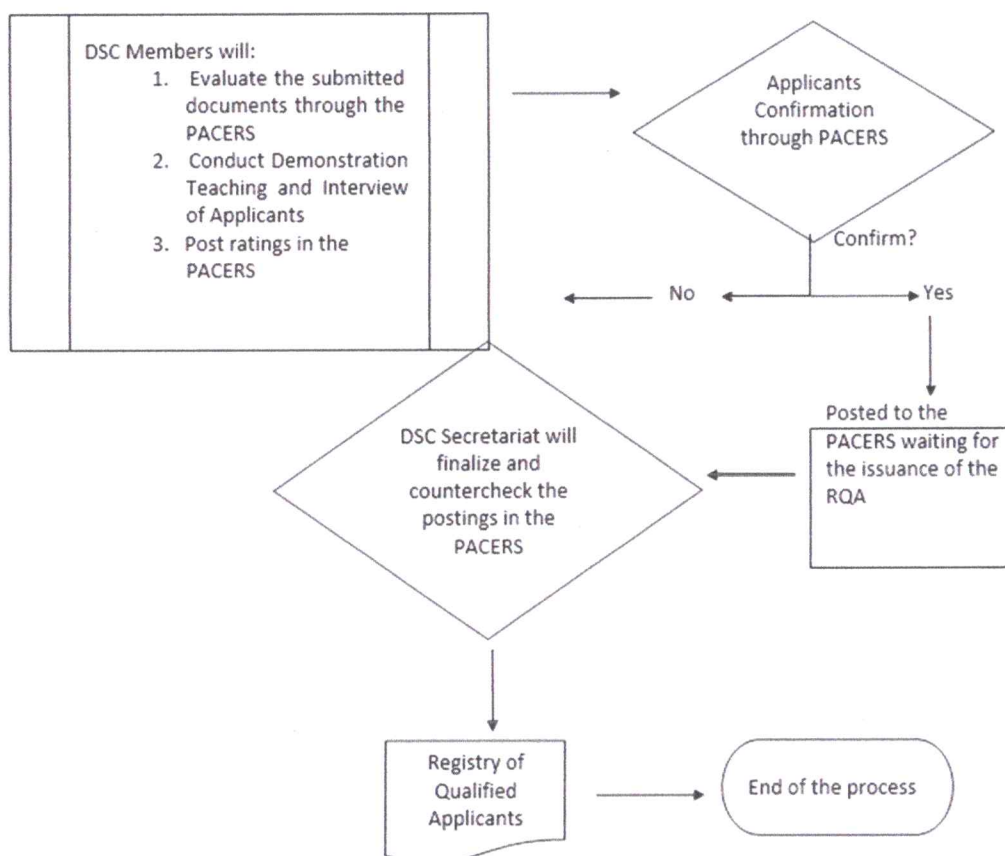 DSC Members will:
1. Evaluate the submitted
documents through the
PACERS
2. Conduct Demonstration
Teaching and Interview
of Applicants
3. Post ratings in the
PACERS
Applicants
Confirmation
through PACERS
Confirm?
No
Yes
Posted to the
PACERS waiting for
the issuance of the
RQA
DSC Secretariat will
finalize and
countercheck the
postings in the
PACERS
Registry of
Qualified
Applicants
End of the process